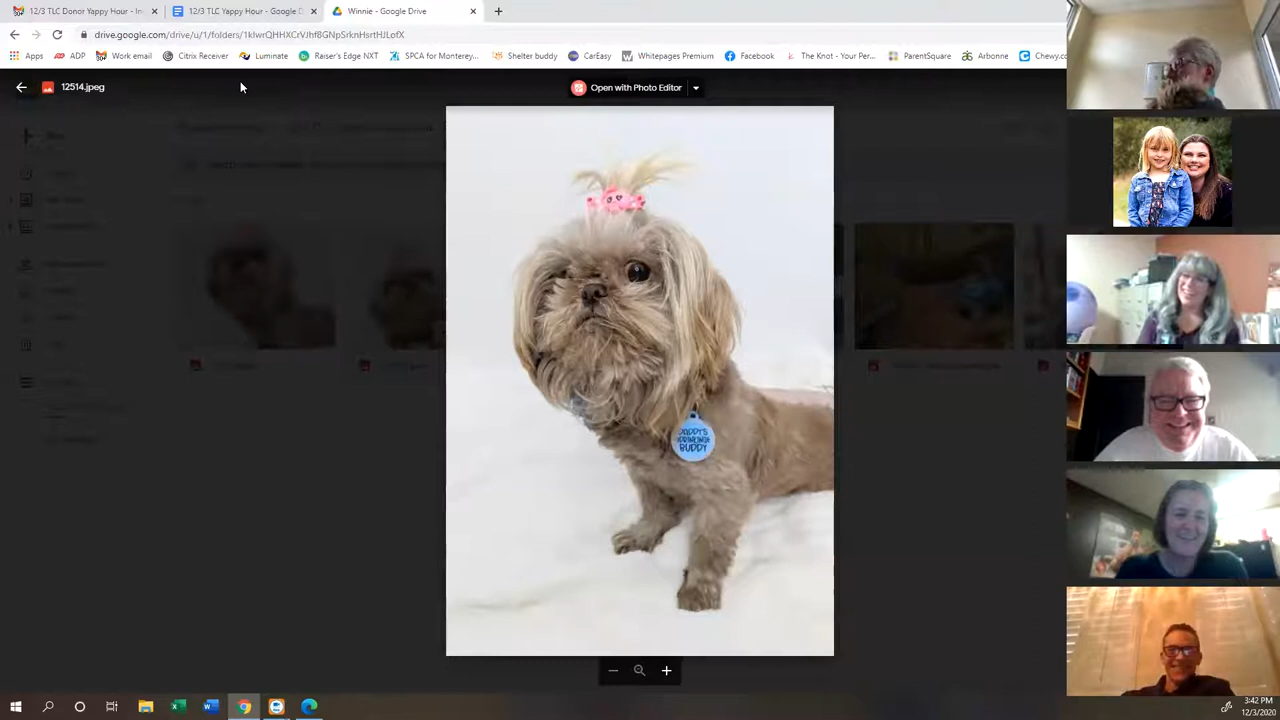 12/3 TLC Donor Yappy Hour - In
12/3 TLC Yappy Hour - Google D
Winnie - Google Drive
drive.google.com/drive/u/1/folders/
Apps
ADP
Work email
Citrix Receiver
Luminate
Raiser's Edge NXT
SPCA for Monterey...
Shelter buddy
CarEasy
Whitepages Premium
Facebook
The Knot - Your Per...
ParentSquare
Arbonne
Chewy.co
12514.jpeg
Open with Photo Editor
DADDY'S
DRINKING
BUDDY
3:42 PM
12/3/2020